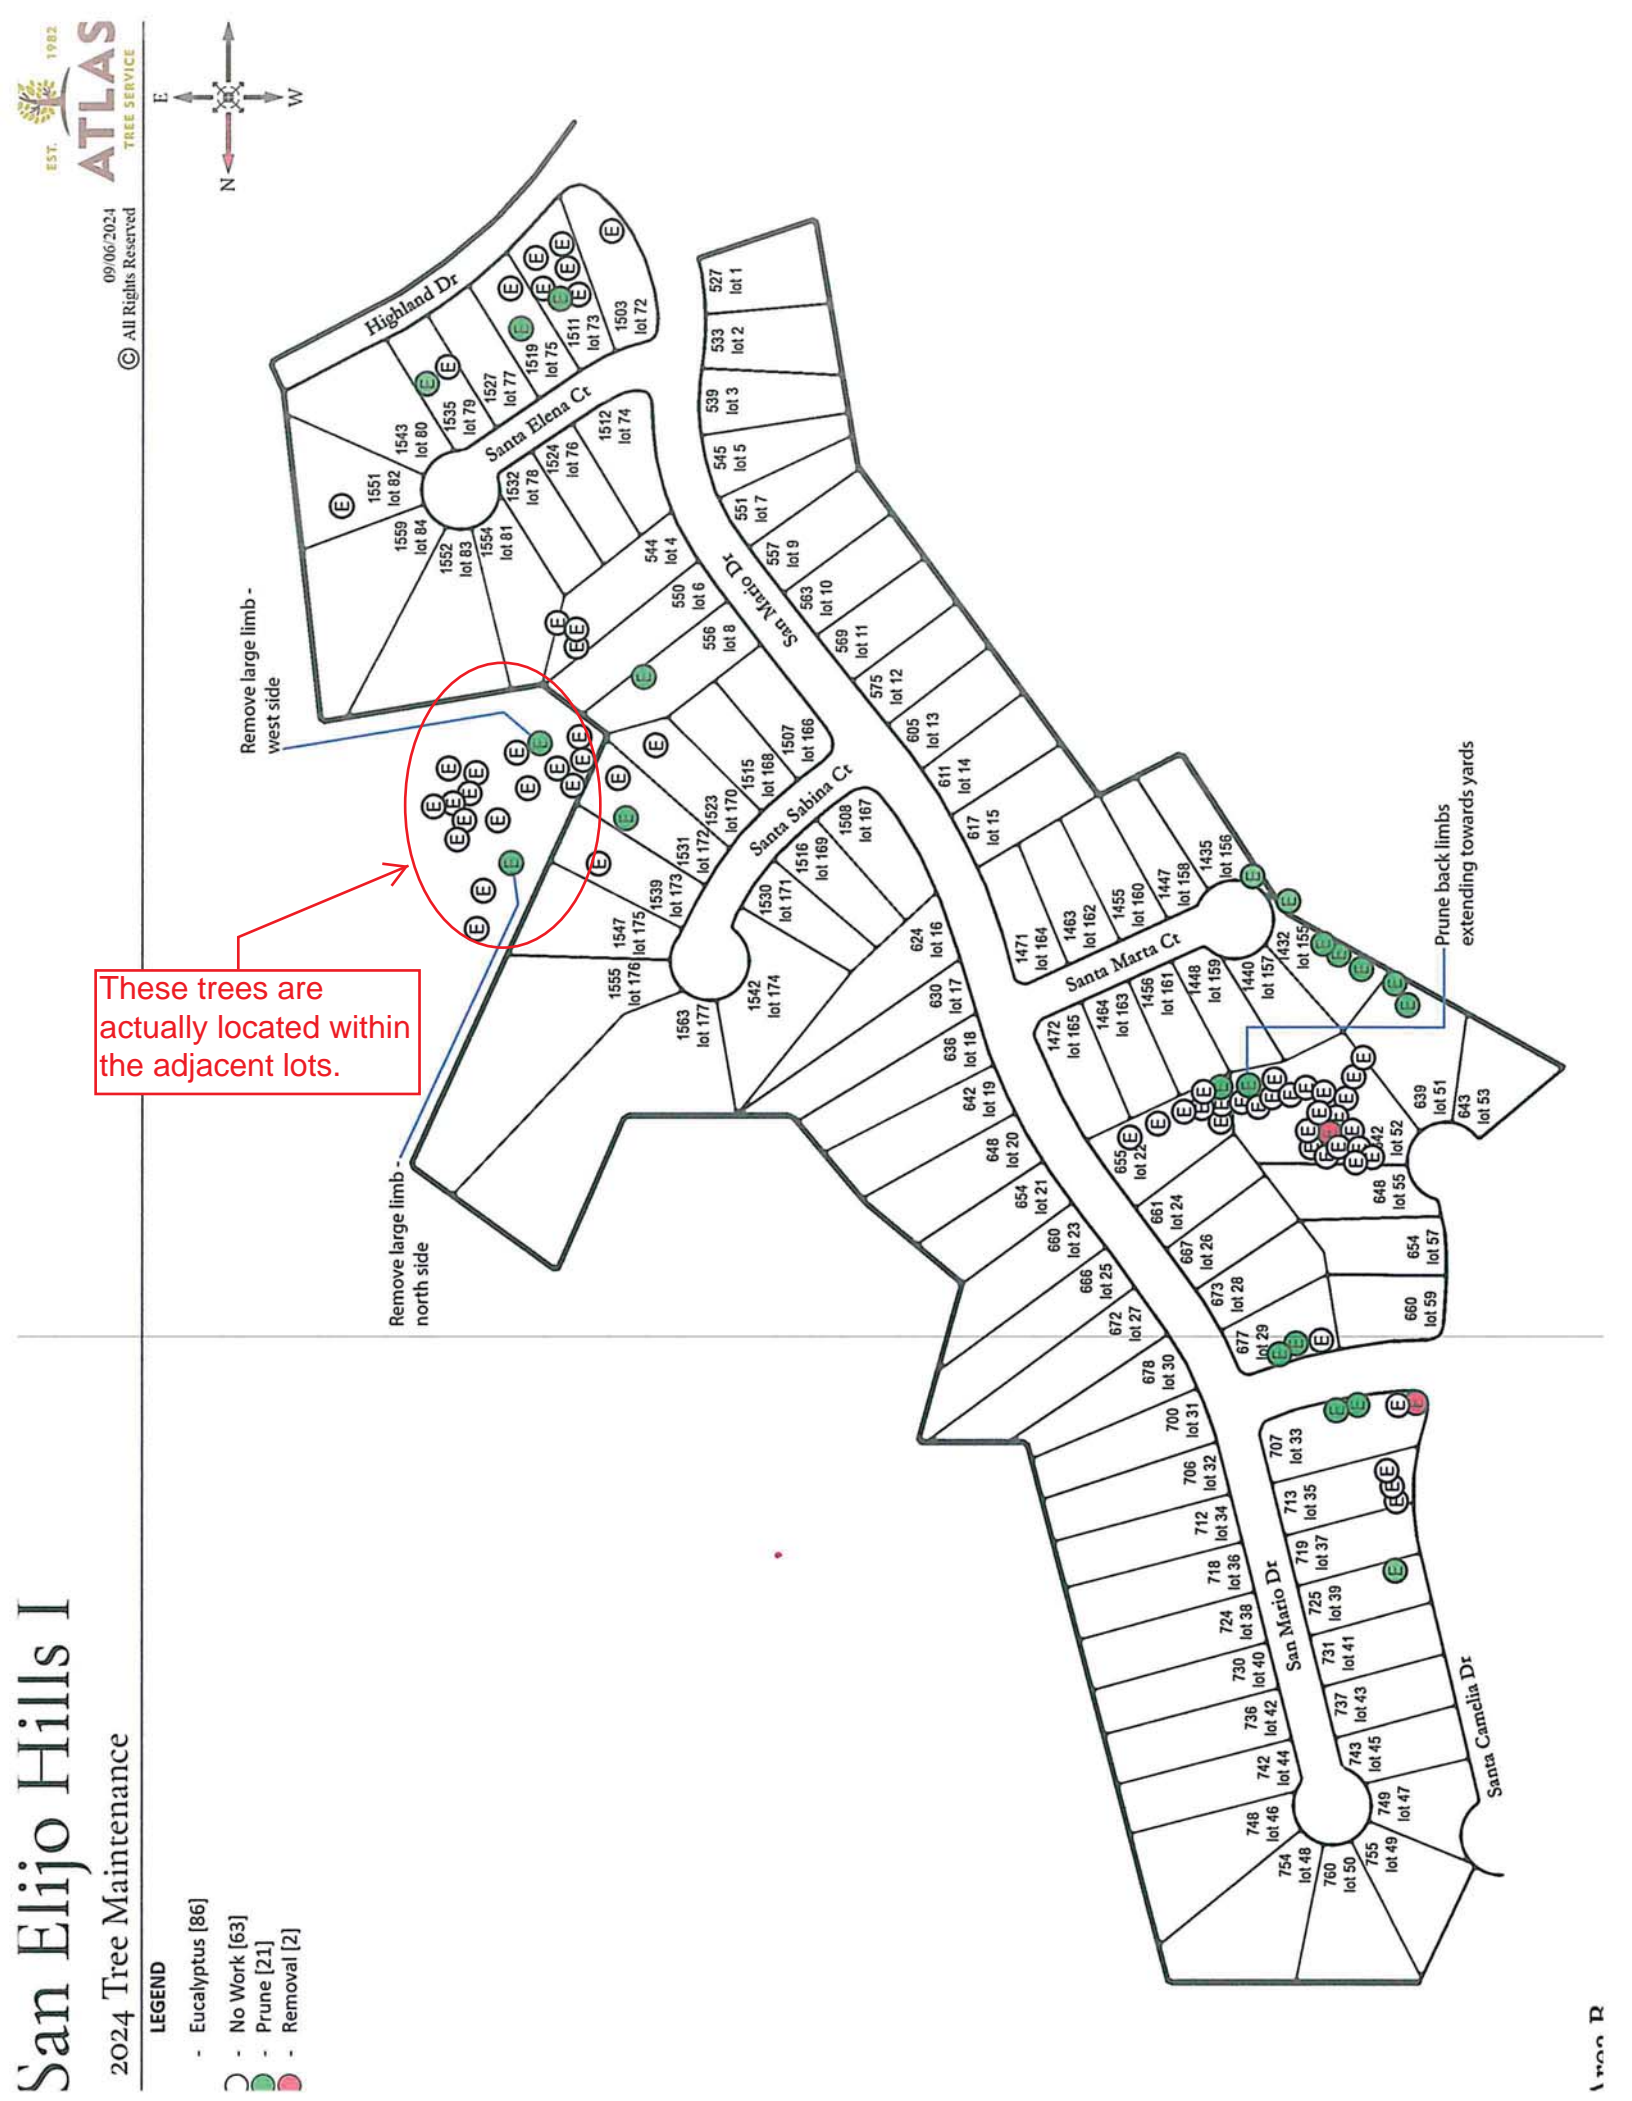 San Elijo Hills I
2024 Tree Maintenance
EST. 1982
ATLAS
TREE SERVICE
09/06/2024
© All Rights Reserved
N
E
W
LEGEND
- Eucalyptus [86]
- No Work [63]
- Prune [21]
- Removal [2]
Remove large limb -
west side
Remove large limb -
north side
Prune back limbs
extending towards yards
These trees are
actually located within
the adjacent lots.
Highland Dr
Santa Elena Ct
San Mario Dr
Santa Sabina Ct
Santa Marta Ct
San Mario Dr
Santa Camelia Dr
1503
lot 72
1511
lot 73
1519
lot 75
1527
lot 77
1535
lot 79
1543
lot 80
1551
lot 82
1559
lot 84
1552
lot 83
1554
lot 81
1532
lot 78
1524
lot 76
1512
lot 74
527
lot 1
533
lot 2
539
lot 3
545
lot 5
551
lot 7
557
lot 9
563
lot 10
569
lot 11
575
lot 12
605
lot 13
611
lot 14
617
lot 15
544
lot 4
550
lot 6
556
lot 8
1507
lot 166
1515
lot 168
1523
lot 170
1531
lot 172
1539
lot 173
1547
lot 175
1555
lot 176
1563
lot 177
1542
lot 174
1530
lot 171
1516
lot 169
1508
lot 167
1435
lot 156
1447
lot 158
1455
lot 160
1463
lot 162
1471
lot 164
1432
lot 155
1440
lot 157
1448
lot 159
1456
lot 161
1464
lot 163
1472
lot 165
624
lot 16
630
lot 17
636
lot 18
642
lot 19
648
lot 20
654
lot 21
660
lot 23
666
lot 25
672
lot 27
678
lot 30
700
lot 31
706
lot 32
712
lot 34
718
lot 36
724
lot 38
730
lot 40
736
lot 42
742
lot 44
748
lot 46
754
lot 48
760
lot 50
755
lot 49
749
lot 47
743
lot 45
737
lot 43
731
lot 41
725
lot 39
719
lot 37
713
lot 35
707
lot 33
677
lot 29
673
lot 28
667
lot 26
661
lot 24
655
lot 22
639
lot 51
643
lot 53
642
lot 52
648
lot 55
654
lot 57
660
lot 59